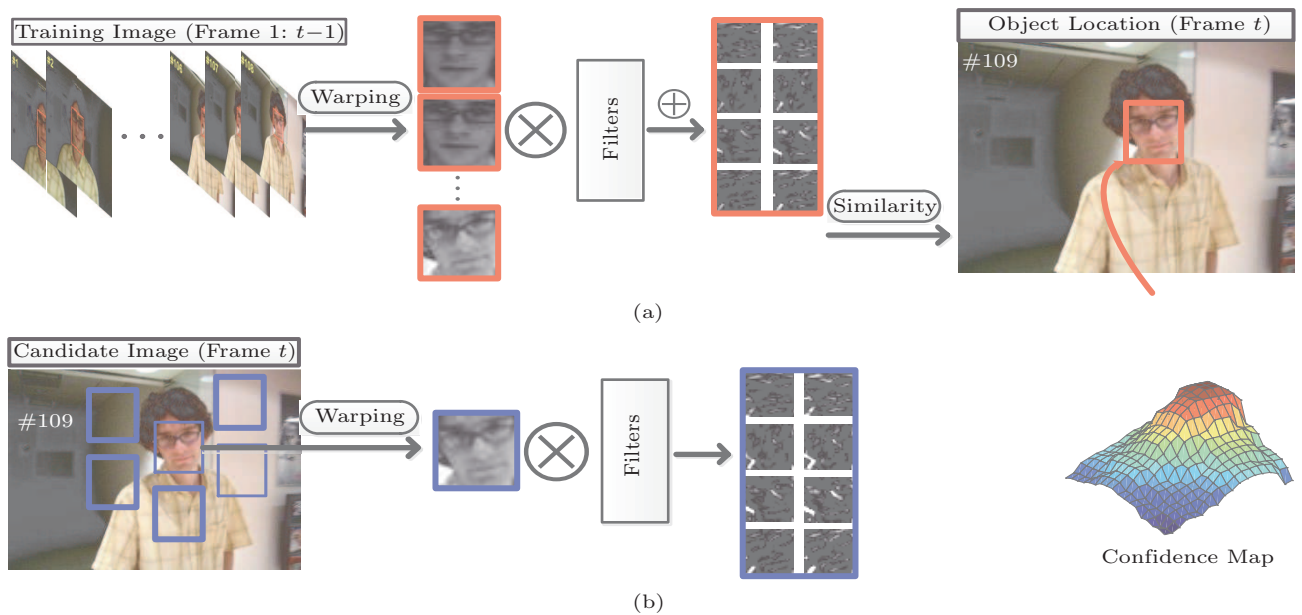 Training Image (Frame 1: t−1)
#1
#2
#106
#107
#108
Warping
Filters
Similarity
Object Location (Frame t)
#109
(a)
Candidate Image (Frame t)
#109
Warping
Filters
Confidence Map
(b)